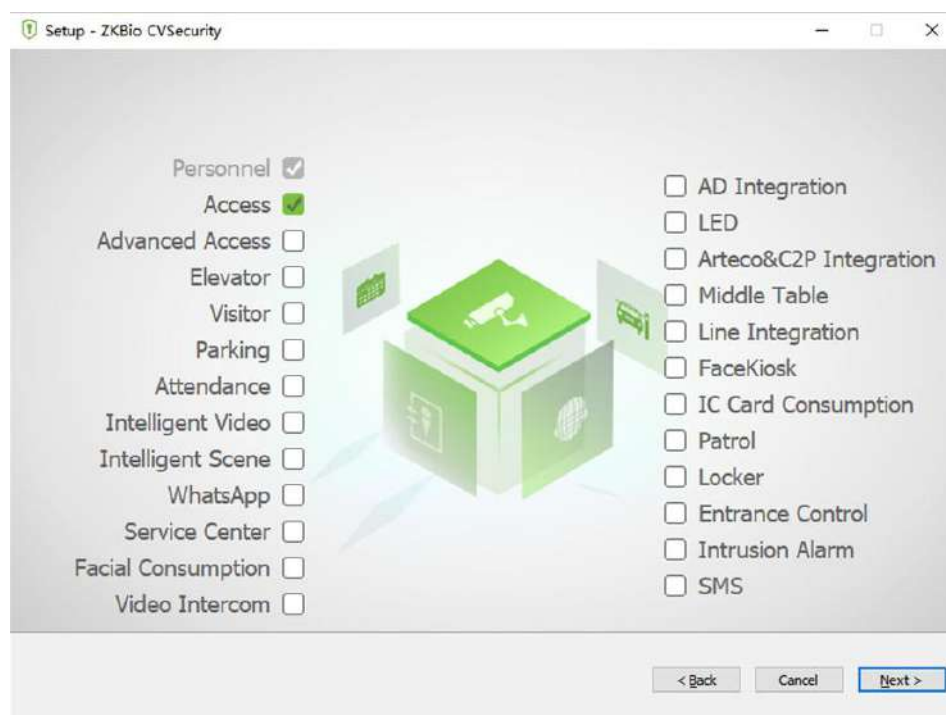 Setup - ZKBio CVSecurity
Personnel
Access
Advanced Access
Elevator
Visitor
Parking
Attendance
Intelligent Video
Intelligent Scene
WhatsApp
Service Center
Facial Consumption
Video Intercom
AD Integration
LED
Arteco&C2P Integration
Middle Table
Line Integration
FaceKiosk
IC Card Consumption
Patrol
Locker
Entrance Control
Intrusion Alarm
SMS
< Back Cancel Next >